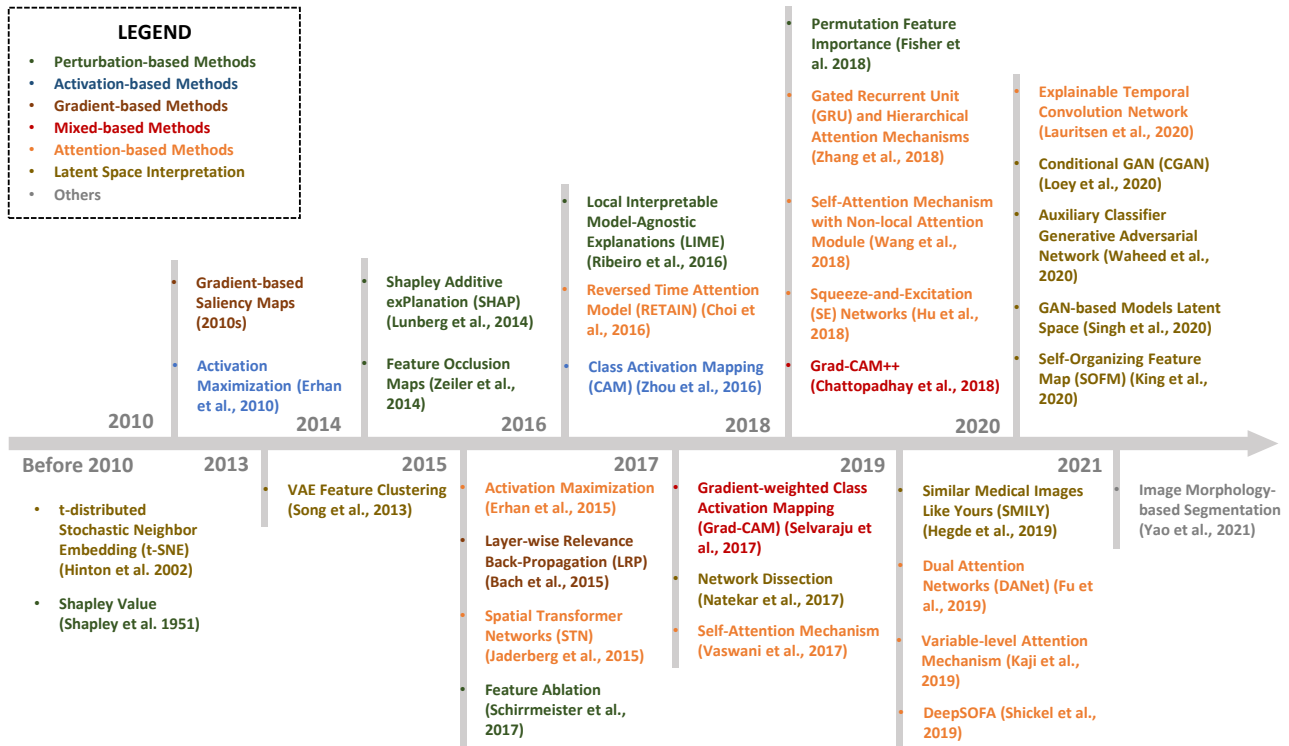 LEGEND
• Perturbation-based Methods
• Activation-based Methods
• Gradient-based Methods
• Mixed-based Methods
• Attention-based Methods
• Latent Space Interpretation
• Others
Before 2010
• t-distributed
Stochastic Neighbor
Embedding (t-SNE)
(Hinton et al. 2002)
• Shapley Value
(Shapley et al. 1951)
2010
• Gradient-based
Saliency Maps
(2010s)
• Activation
Maximization (Erhan
et al., 2010)
2013
• VAE Feature Clustering
(Song et al., 2013)
2014
• Shapley Additive
exPlanation (SHAP)
(Lunberg et al., 2014)
• Feature Occlusion
Maps (Zeiler et al.,
2014)
2015
• Activation Maximization
(Erhan et al., 2015)
• Layer-wise Relevance
Back-Propagation (LRP)
(Bach et al., 2015)
• Spatial Transformer
Networks (STN)
(Jaderberg et al., 2015)
• Feature Ablation
(Schirrmeister et al.,
2017)
2016
• Local Interpretable
Model-Agnostic
Explanations (LIME)
(Ribeiro et al., 2016)
• Reversed Time Attention
Model (RETAIN) (Choi et
al., 2016)
• Class Activation Mapping
(CAM) (Zhou et al., 2016)
2017
• Gradient-weighted Class
Activation Mapping
(Grad-CAM) (Selvaraju et
al., 2017)
• Network Dissection
(Natekar et al., 2017)
• Self-Attention Mechanism
(Vaswani et al., 2017)
2018
• Permutation Feature
Importance (Fisher et
al. 2018)
• Gated Recurrent Unit
(GRU) and Hierarchical
Attention Mechanisms
(Zhang et al., 2018)
• Self-Attention Mechanism
with Non-local Attention
Module (Wang et al.,
2018)
• Squeeze-and-Excitation
(SE) Networks (Hu et al.,
2018)
• Grad-CAM++
(Chattopadhay et al., 2018)
2019
• Similar Medical Images
Like Yours (SMILY)
(Hegde et al., 2019)
• Dual Attention
Networks (DANet) (Fu et
al., 2019)
• Variable-level Attention
Mechanism (Kaji et al.,
2019)
• DeepSOFA (Shickel et al.,
2019)
2020
• Explainable Temporal
Convolution Network
(Lauritsen et al., 2020)
• Conditional GAN (CGAN)
(Loey et al., 2020)
• Auxiliary Classifier
Generative Adversarial
Network (Waheed et al.,
2020)
• GAN-based Models Latent
Space (Singh et al., 2020)
• Self-Organizing Feature
Map (SOFM) (King et al.,
2020)
2021
• Image Morphology-
based Segmentation
(Yao et al., 2021)